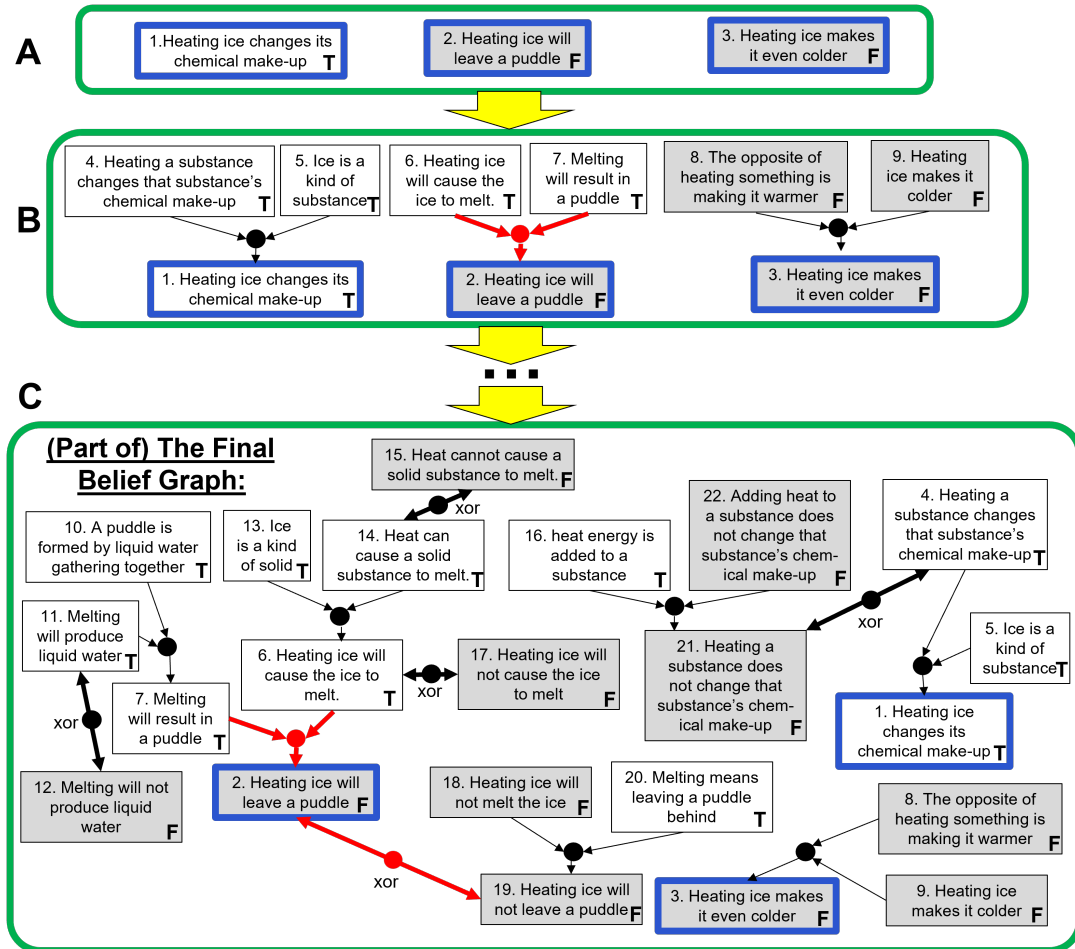 A
1.Heating ice changes its
chemical make-up T
2. Heating ice will
leave a puddle F
3. Heating ice makes
it even colder F
B
4. Heating a substance
changes that substance's
chemical make-up T
5. Ice is a
kind of
substance T
6. Heating ice
will cause the
ice to melt. T
7. Melting
will result in
a puddle T
8. The opposite of
heating something is
making it warmer F
9. Heating
ice makes it
colder F
1. Heating ice changes its
chemical make-up T
2. Heating ice will
leave a puddle F
3. Heating ice makes
it even colder F
...
C
(Part of) The Final
Belief Graph:
15. Heat cannot cause a
solid substance to melt. F
xor
10. A puddle is
formed by liquid water
gathering together T
13. Ice
is a kind
of solid T
14. Heat can
cause a solid
substance to melt. T
16. heat energy is
added to a
substance T
22. Adding heat to
a substance does
not change that
substance's chem-
ical make-up F
4. Heating a
substance changes
that substance's
chemical make-up T
11. Melting
will produce
liquid water T
6. Heating ice will
cause the ice to
melt. T
xor
17. Heating ice will
not cause the ice
to melt F
21. Heating a
substance does
not change that
substance's chem-
ical make-up F
xor
5. Ice is a
kind of
substance T
xor
7. Melting
will result in
a puddle T
1. Heating ice
changes its
chemical make-up T
12. Melting will not
produce liquid
water F
2. Heating ice will
leave a puddle F
18. Heating ice will
not melt the ice F
20. Melting means
leaving a puddle
behind T
8. The opposite of
heating something is
making it warmer F
xor
19. Heating ice will
not leave a puddle F
3. Heating ice makes
it even colder F
9. Heating ice
makes it colder F